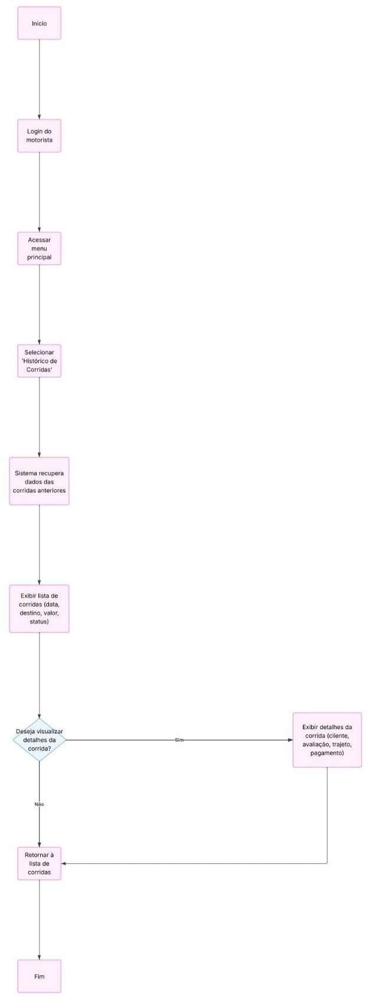 Início
Login do
motorista
Acessar
menu
principal
Selecionar
'Histórico de
Corridas'
Sistema recupera
dados das
corridas anteriores
Exibir lista de
corridas (data,
destino, valor,
status)
Deseja visualizar
detalhes da
corrida?
Sim
Exibir detalhes da
corrida (cliente,
avaliação, trajeto,
pagamento)
Não
Retornar à
lista de
corridas
Fim